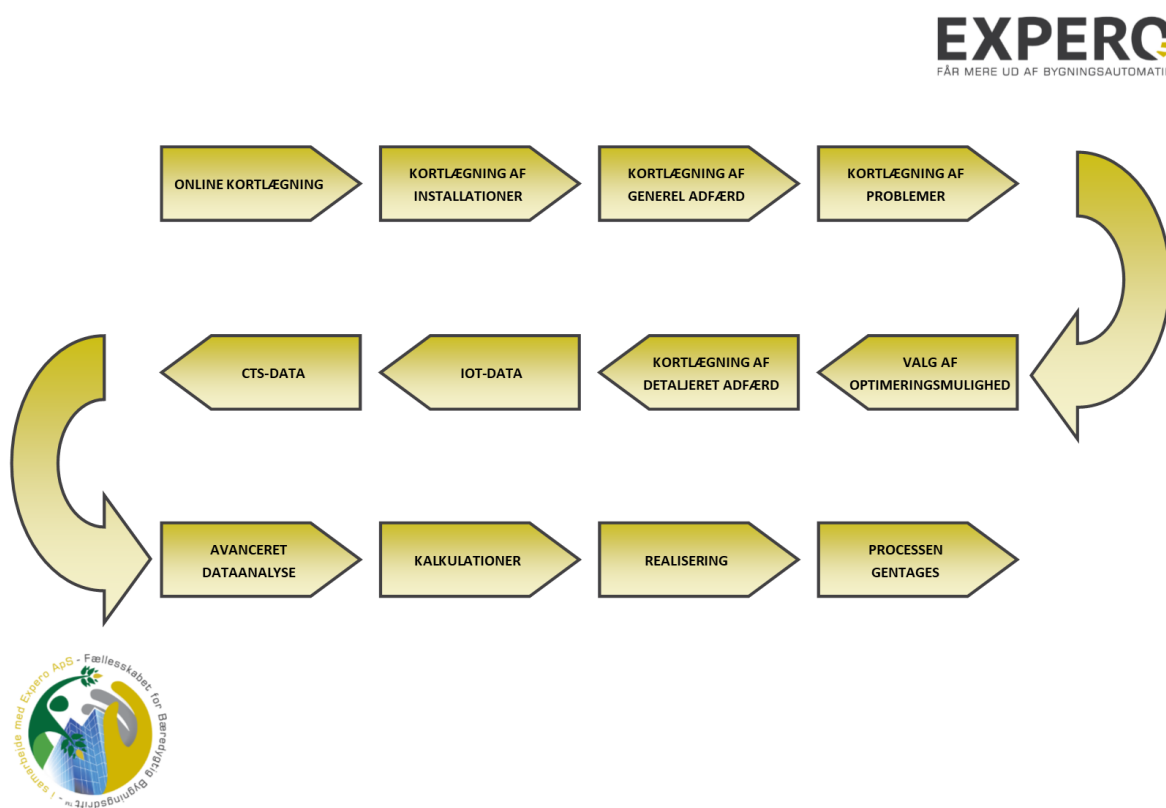 EXPERO
FÅR MERE UD AF BYGNINGSAUTOMATI
ONLINE KORTLÆGNING
KORTLÆGNING AF
INSTALLATIONER
KORTLÆGNING AF
GENEREL ADFÆRD
KORTLÆGNING AF
PROBLEMER
VALG AF
OPTIMERINGSMULIGHED
KORTLÆGNING AF
DETALJERET ADFÆRD
IOT-DATA
CTS-DATA
AVANCERET
DATAANALYSE
KALKULATIONER
REALISERING
PROCESSEN
GENTAGES
Fællesskabet for Bæredygtig Bygningsdrift™ - i samarbejde med Expero ApS -